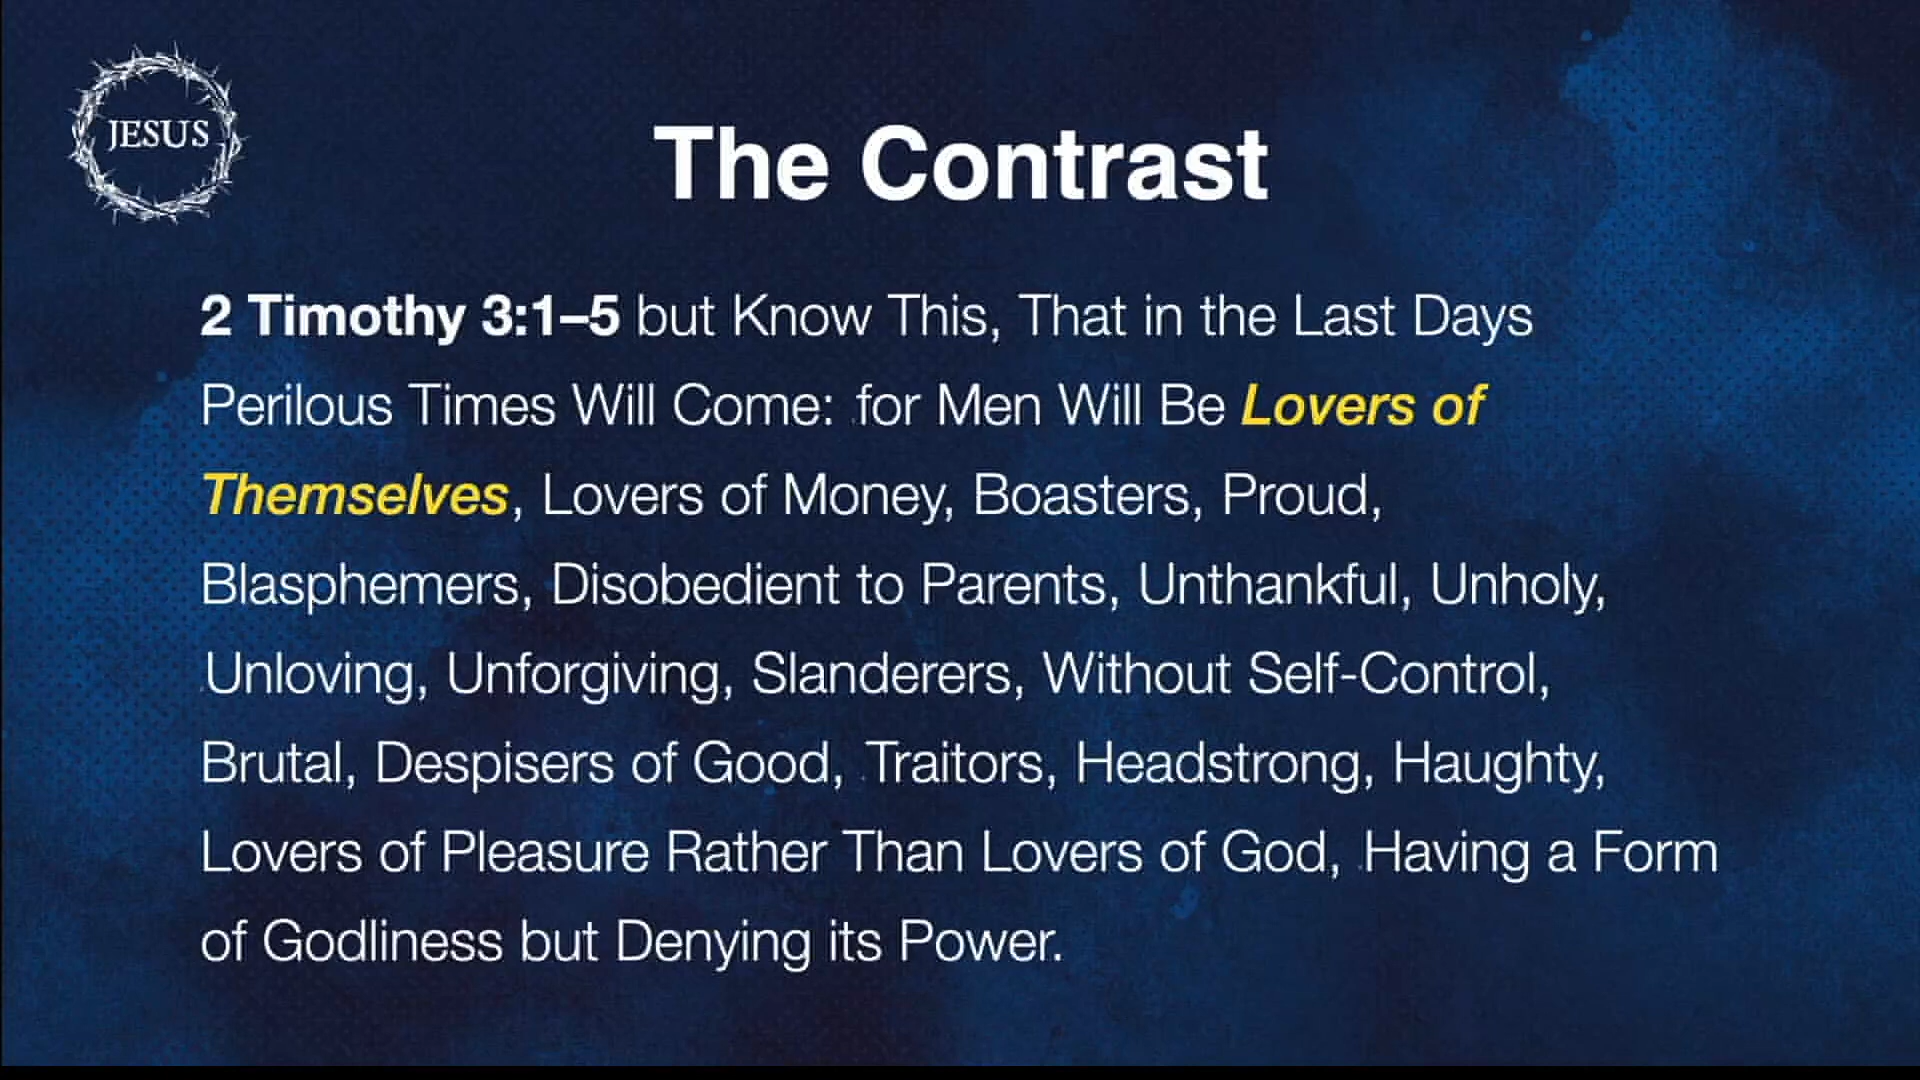 JESUS
The Contrast
2 Timothy 3:1–5 but Know This, That in the Last Days
Perilous Times Will Come: for Men Will Be Lovers of
Themselves, Lovers of Money, Boasters, Proud,
Blasphemers, Disobedient to Parents, Unthankful, Unholy,
Unloving, Unforgiving, Slanderers, Without Self-Control,
Brutal, Despisers of Good, Traitors, Headstrong, Haughty,
Lovers of Pleasure Rather Than Lovers of God, Having a Form
of Godliness but Denying its Power.